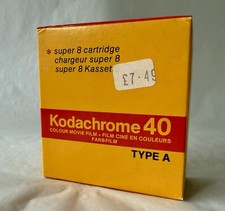 * super 8 cartridge
chargeur super 8
super 8 Kassett
£7.49
Kodachrome 40
COLOUR MOVIE FILM • FILM CINÉ EN COULEURS
FARBFILM
TYPE A